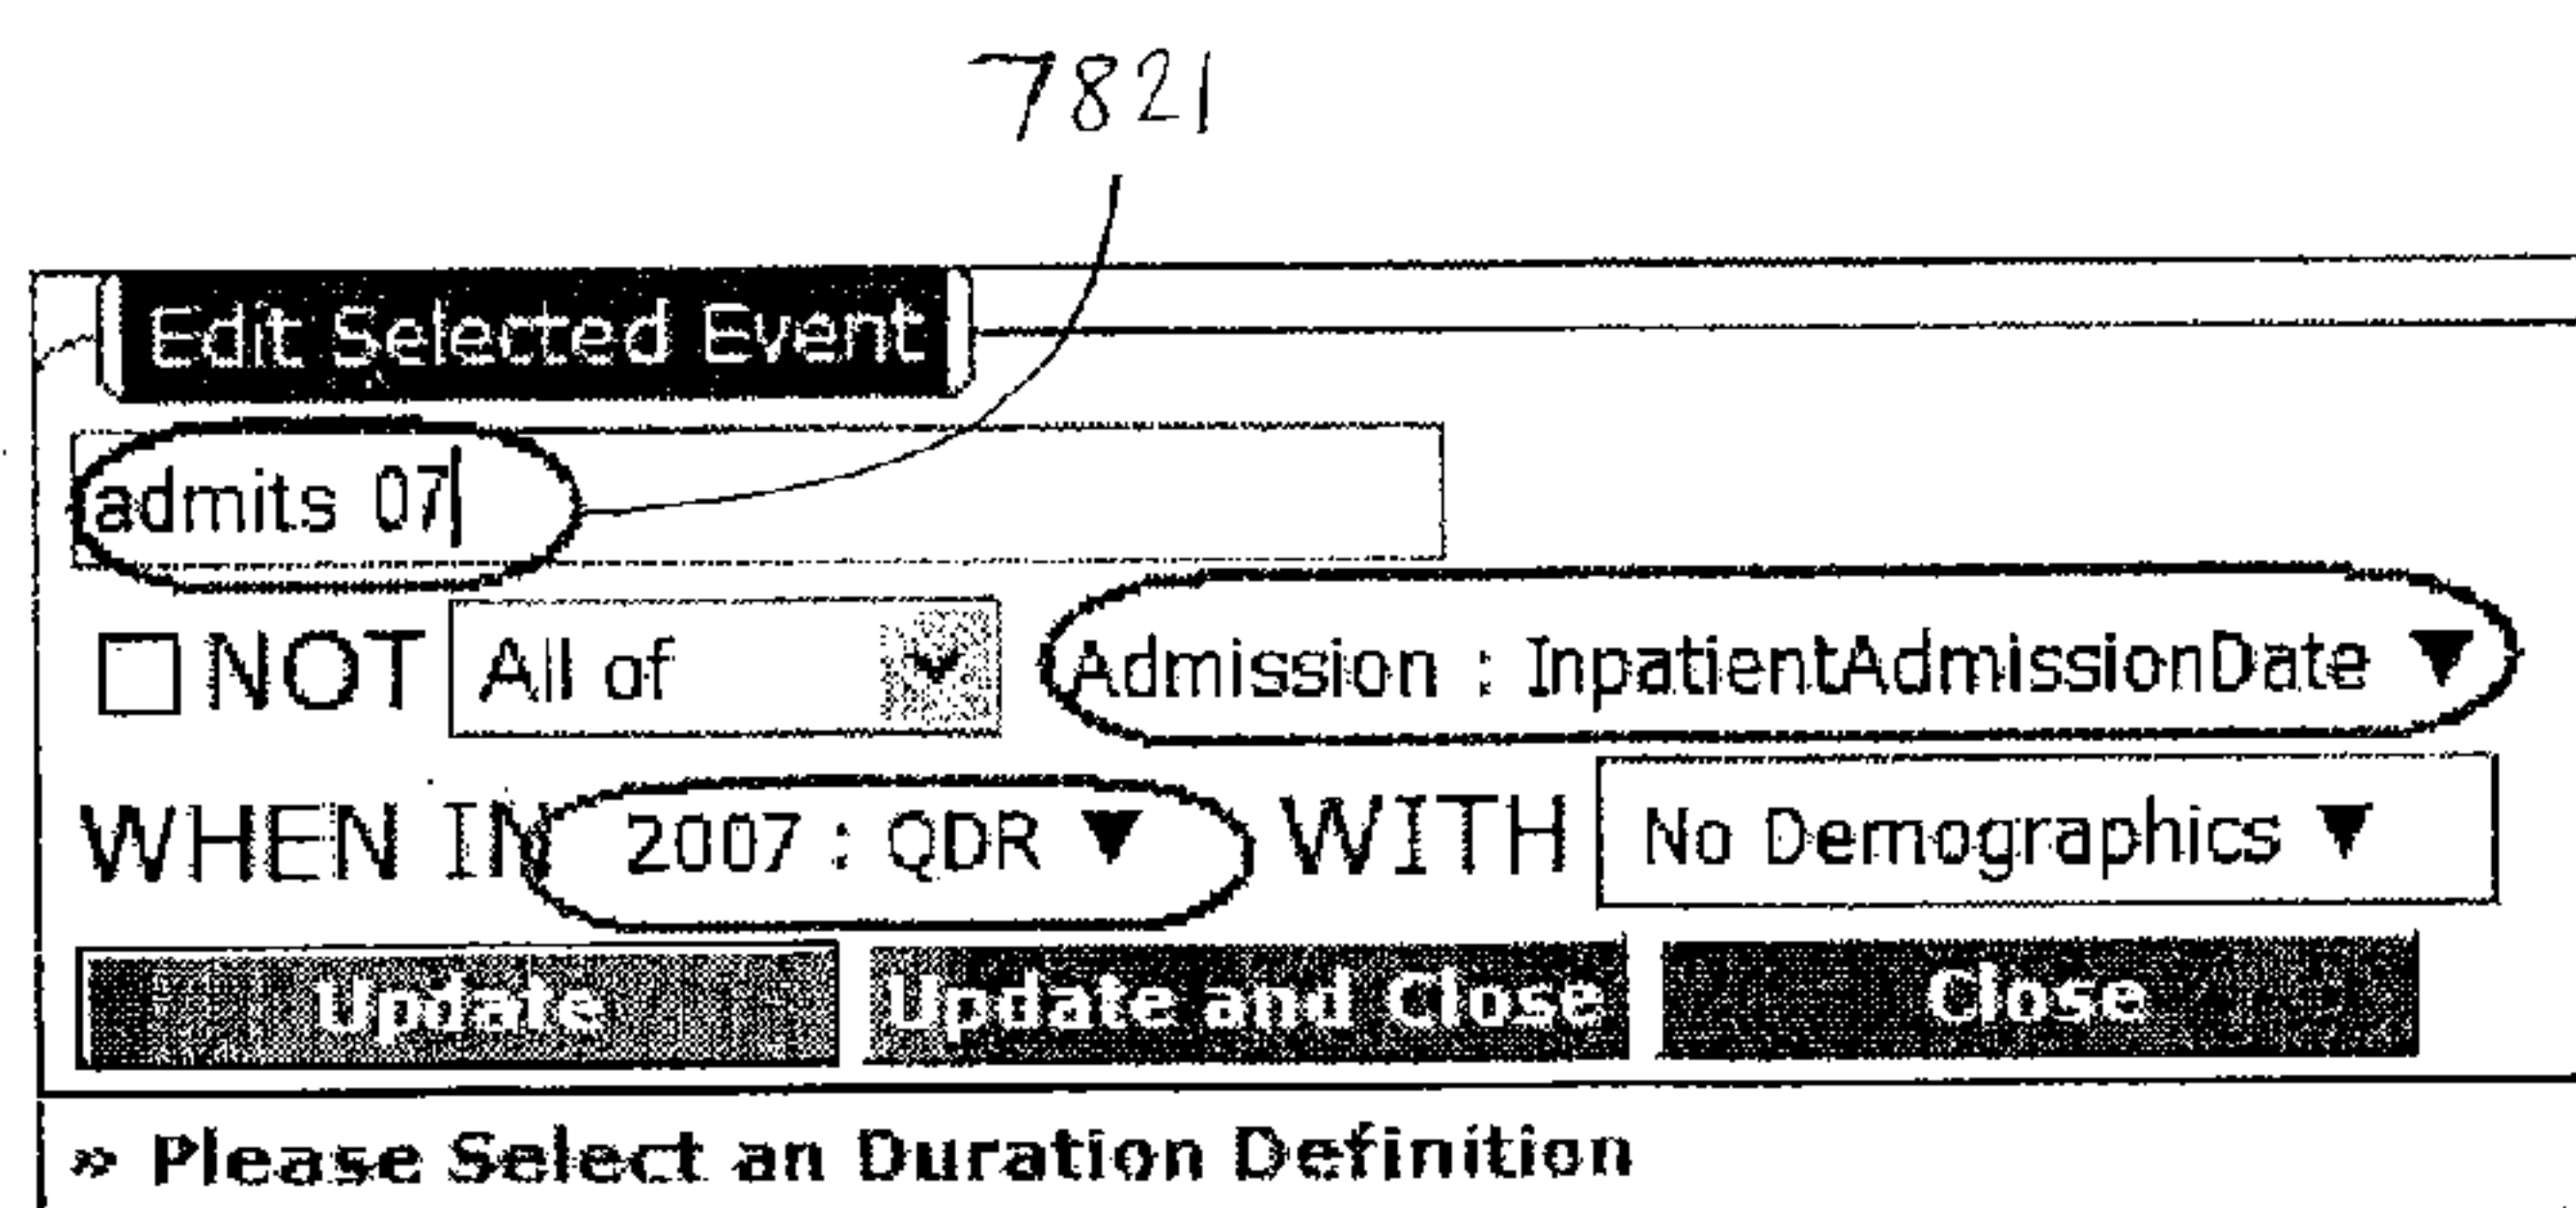 7821
Edit Selected Event
admits 07
NOT All of Admission : InpatientAdmissionDate ▼
WHEN IN 2007 : QDR ▼ WITH No Demographics ▼
Update Update and Close Close
» Please Select an Duration Definition